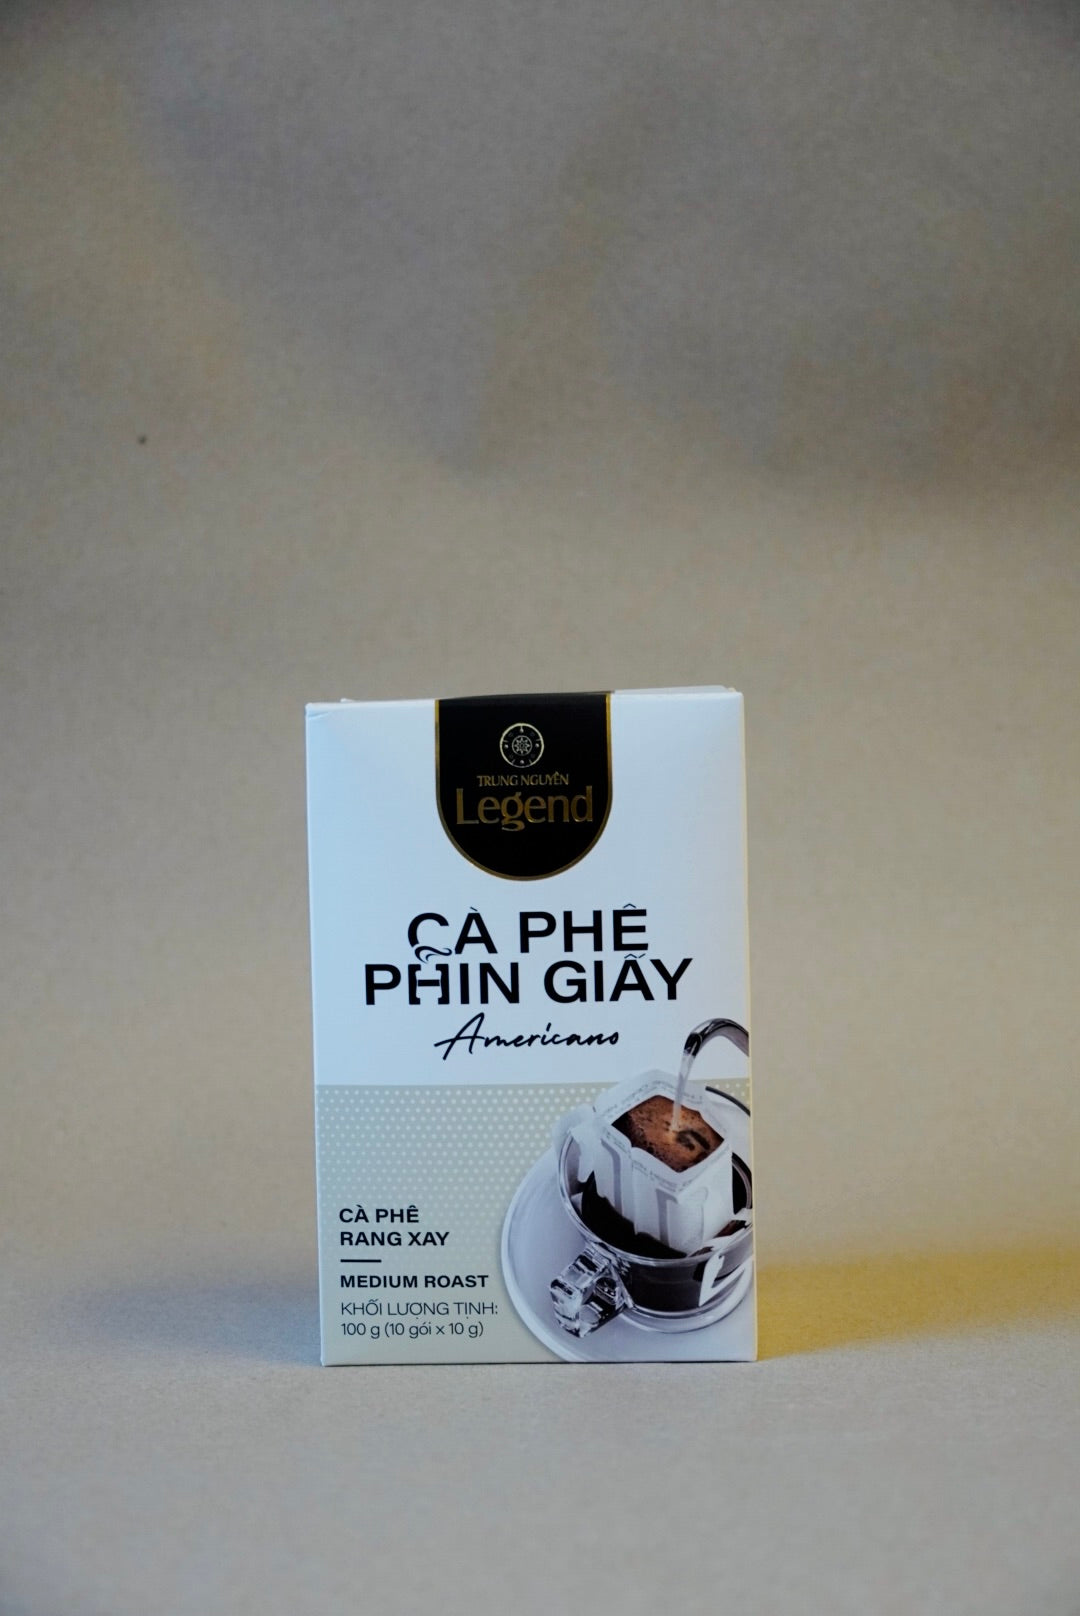 TRUNG NGUYÊN
Legend
CÀ PHÊ
PHIN GIẤY
Americano
CÀ PHÊ
RANG XAY
MEDIUM ROAST
KHỐI LƯỢNG TỊNH:
100 g (10 gói x 10 g)